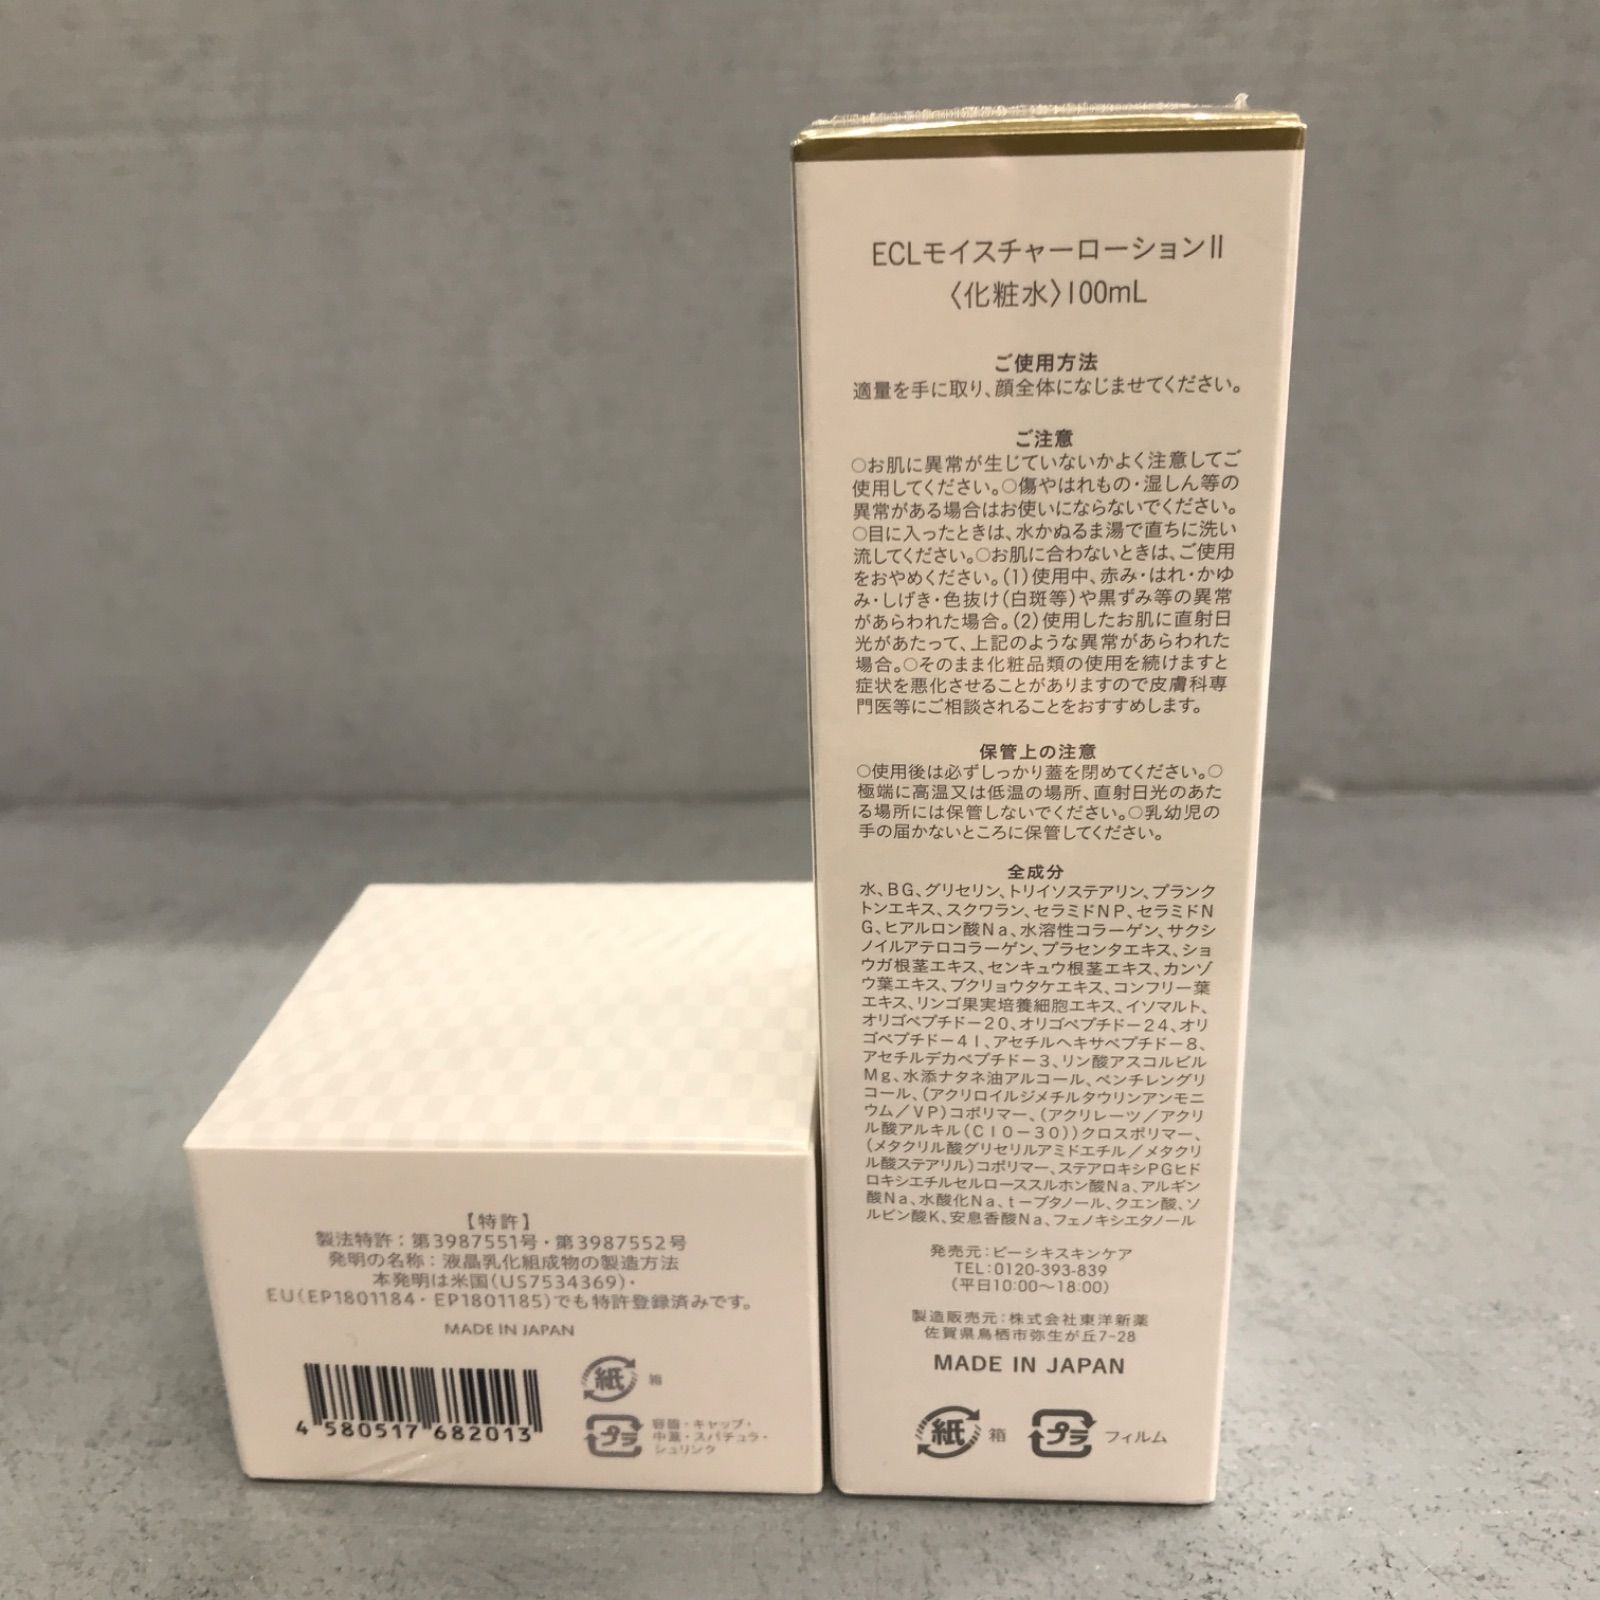 ECLモイスチャーローションII
〈化粧水〉100mL
ご使用方法
適量を手に取り、顔全体になじませてください。
ご注意
○お肌に異常が生じていないかよく注意してご
使用してください。○傷やはれもの・湿しん等の
異常がある場合はお使いにならないでください。
○目に入ったときは、水かぬるま湯で直ちに洗い
流してください。○お肌に合わないときは、ご使用
をおやめください。(1)使用中、赤み・はれ・かゆ
み・しげき・色抜け(白斑等)や黒ずみ等の異常
があらわれた場合。(2)使用したお肌に直射日
光があたって、上記のような異常があらわれた
場合。○そのまま化粧品類の使用を続けますと
症状を悪化させることがありますので皮膚科専
門医等にご相談されることをおすすめします。
保管上の注意
○使用後は必ずしっかり蓋を閉めてください。○
極端に高温又は低温の場所、直射日光のあた
る場所には保管しないでください。○乳幼児の
手の届かないところに保管してください。
全成分
水、BG、グリセリン、トリイソステアリン、プランク
トンエキス、スクワラン、セラミドNP、セラミドN
G、ヒアルロン酸Na、水溶性コラーゲン、サクシ
ノイルアテロコラーゲン、プラセンタエキス、ショ
ウガ根茎エキス、センキュウ根茎エキス、カンゾ
ウ葉エキス、ブクリョウタケエキス、コンフリー葉
エキス、リンゴ果実培養細胞エキス、イソマルト、
オリゴペプチド－20、オリゴペプチド－24、オリ
ゴペプチド－41、アセチルヘキサペプチド－8、
アセチルデカペプチド－3、リン酸アスコルビル
Mg、水添ナタネ油アルコール、ペンチレングリ
コール、(アクリロイルジメチルタウリンアンモニ
ウム／VP)コポリマー、(アクリレーツ／アクリ
ル酸アルキル(C10－30))クロスポリマー、
(メタクリル酸グリセリルアミドエチル／メタクリ
ル酸ステアリル)コポリマー、ステアロキシPGヒド
ロキシエチルセルローススルホン酸Na、アルギン
酸Na、水酸化Na、t－ブタノール、クエン酸、ソ
ルビン酸K、安息香酸Na、フェノキシエタノール
発売元：ビーシキスキンケア
TEL：0120-393-839
(平日10:00～18:00)
製造販売元：株式会社東洋新薬
佐賀県鳥栖市弥生が丘7-28
MADE IN JAPAN
紙 箱
プラ フィルム
【特許】
製法特許：第3987551号・第3987552号
発明の名称：液晶乳化組成物の製造方法
本発明は米国(US7534369)・
EU(EP1801184・EP1801185)でも特許登録済みです。
MADE IN JAPAN
4 580517 682013
紙 箱
プラ 容器・キャップ・
中蓋・スパチュラ・
シュリンク